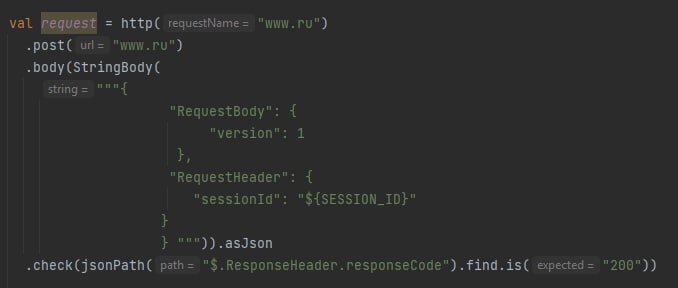 val request = http( requestName = "www.ru")
.post( url = "www.ru")
.body(StringBody(
string = """{
"RequestBody": {
"version": 1
},
"RequestHeader": {
"sessionId": "${SESSION_ID}"
}
} """)).asJson
.check(jsonPath( path = "$.ResponseHeader.responseCode").find.is( expected = "200"))